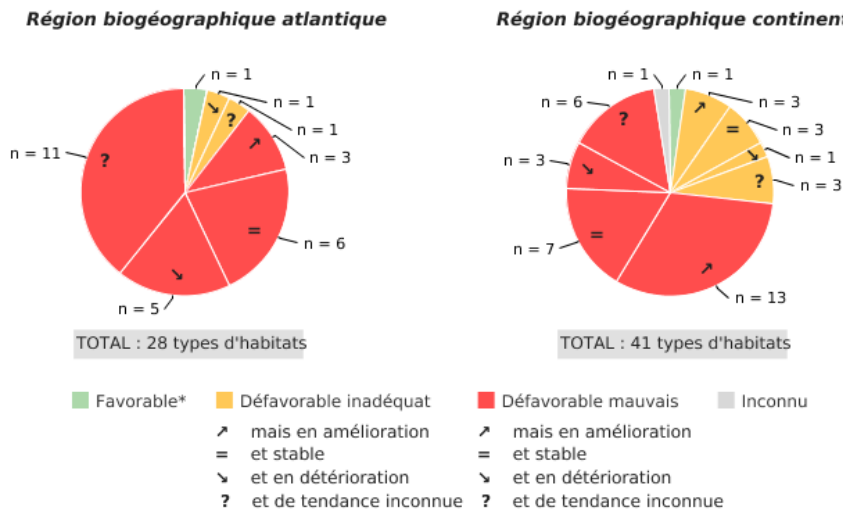 Région biogéographique atlantique
Région biogéographique continent
n = 1
n = 1
n = 1
n = 3
n = 6
n = 5
n = 11
?
↘
?
↗
=
↘
n = 1
n = 1
n = 3
n = 3
n = 1
n = 3
n = 13
n = 7
n = 3
n = 6
↗
=
↘
?
↗
=
↘
?
TOTAL : 28 types d'habitats
TOTAL : 41 types d'habitats
Favorable*
Défavorable inadéquat
Défavorable mauvais
Inconnu
↗ mais en amélioration
↗ mais en amélioration
= et stable
= et stable
↘ et en détérioration
↘ et en détérioration
? et de tendance inconnue
? et de tendance inconnue